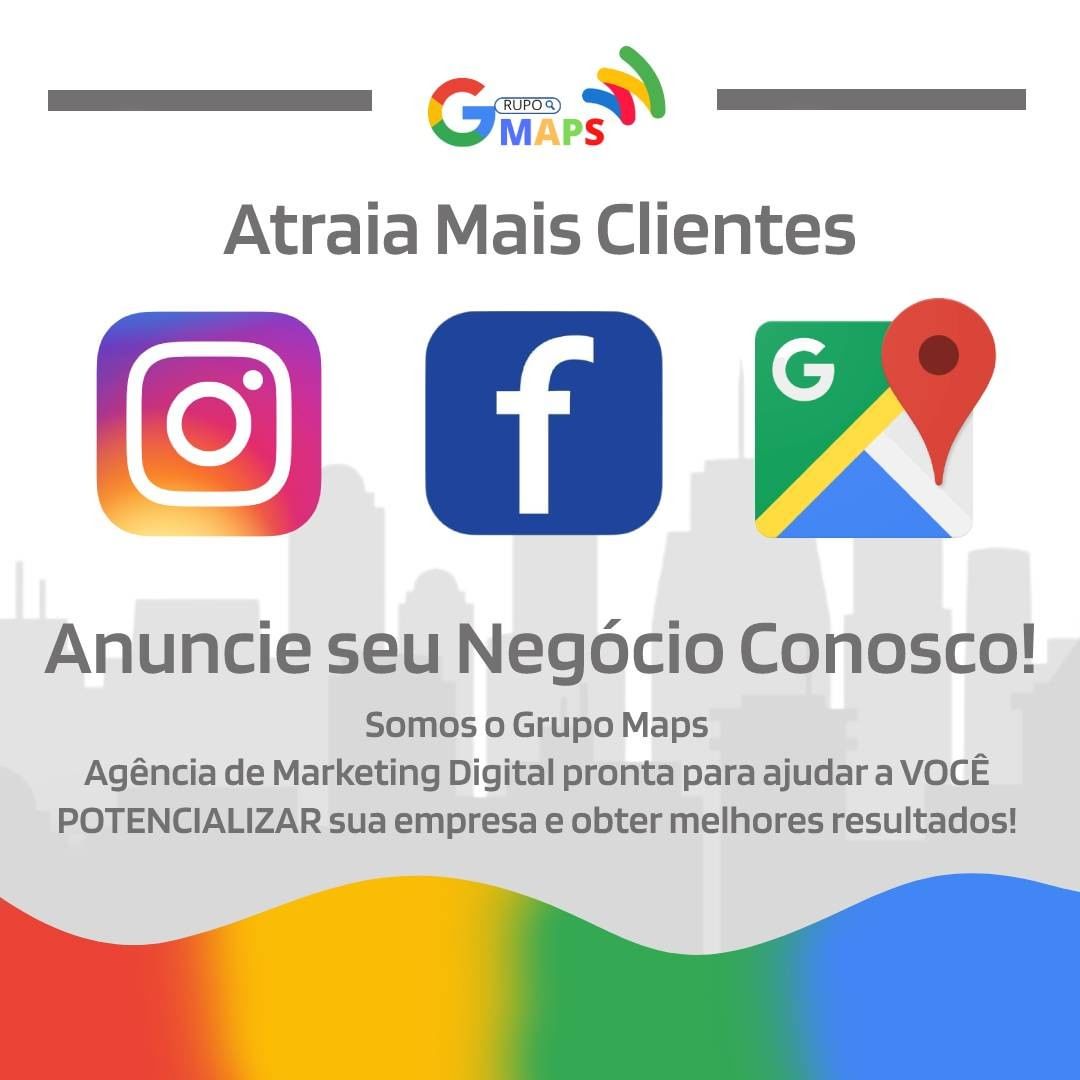 GRUPO
MAPS
Atraia Mais Clientes
f
G
Anuncie seu Negócio Conosco!
Somos o Grupo Maps
Agência de Marketing Digital pronta para ajudar a VOCÊ
POTENCIALIZAR sua empresa e obter melhores resultados!